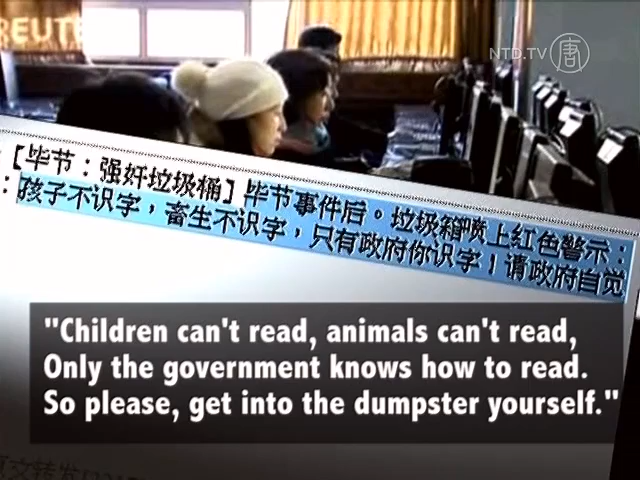 REUTE
NTD.TV 唐
：[毕节：强奸垃圾桶] 毕节事件后。垃圾箱喷上红色警示：
：孩子不识字，畜生不识字，只有政府你识字！请政府自觉
"Children can't read, animals can't read,
Only the government knows how to read.
So please, get into the dumpster yourself."